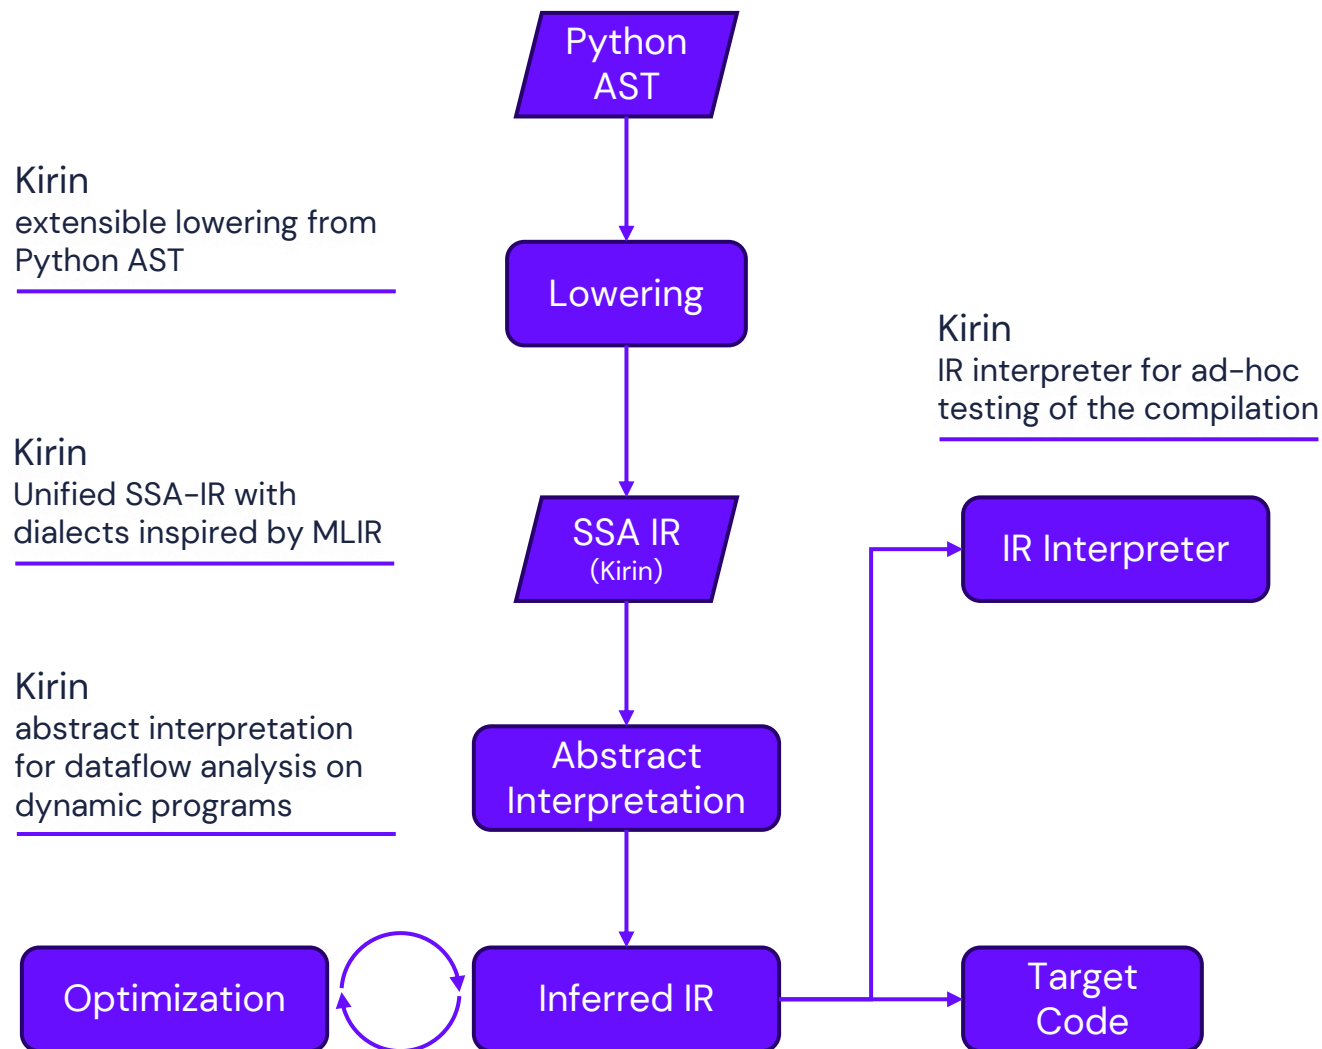 Python
AST
Kirin
extensible lowering from
Python AST
Lowering
Kirin
IR interpreter for ad-hoc
testing of the compilation
Kirin
Unified SSA-IR with
dialects inspired by MLIR
SSA IR
(Kirin)
IR Interpreter
Kirin
abstract interpretation
for dataflow analysis on
dynamic programs
Abstract
Interpretation
Optimization
Inferred IR
Target
Code